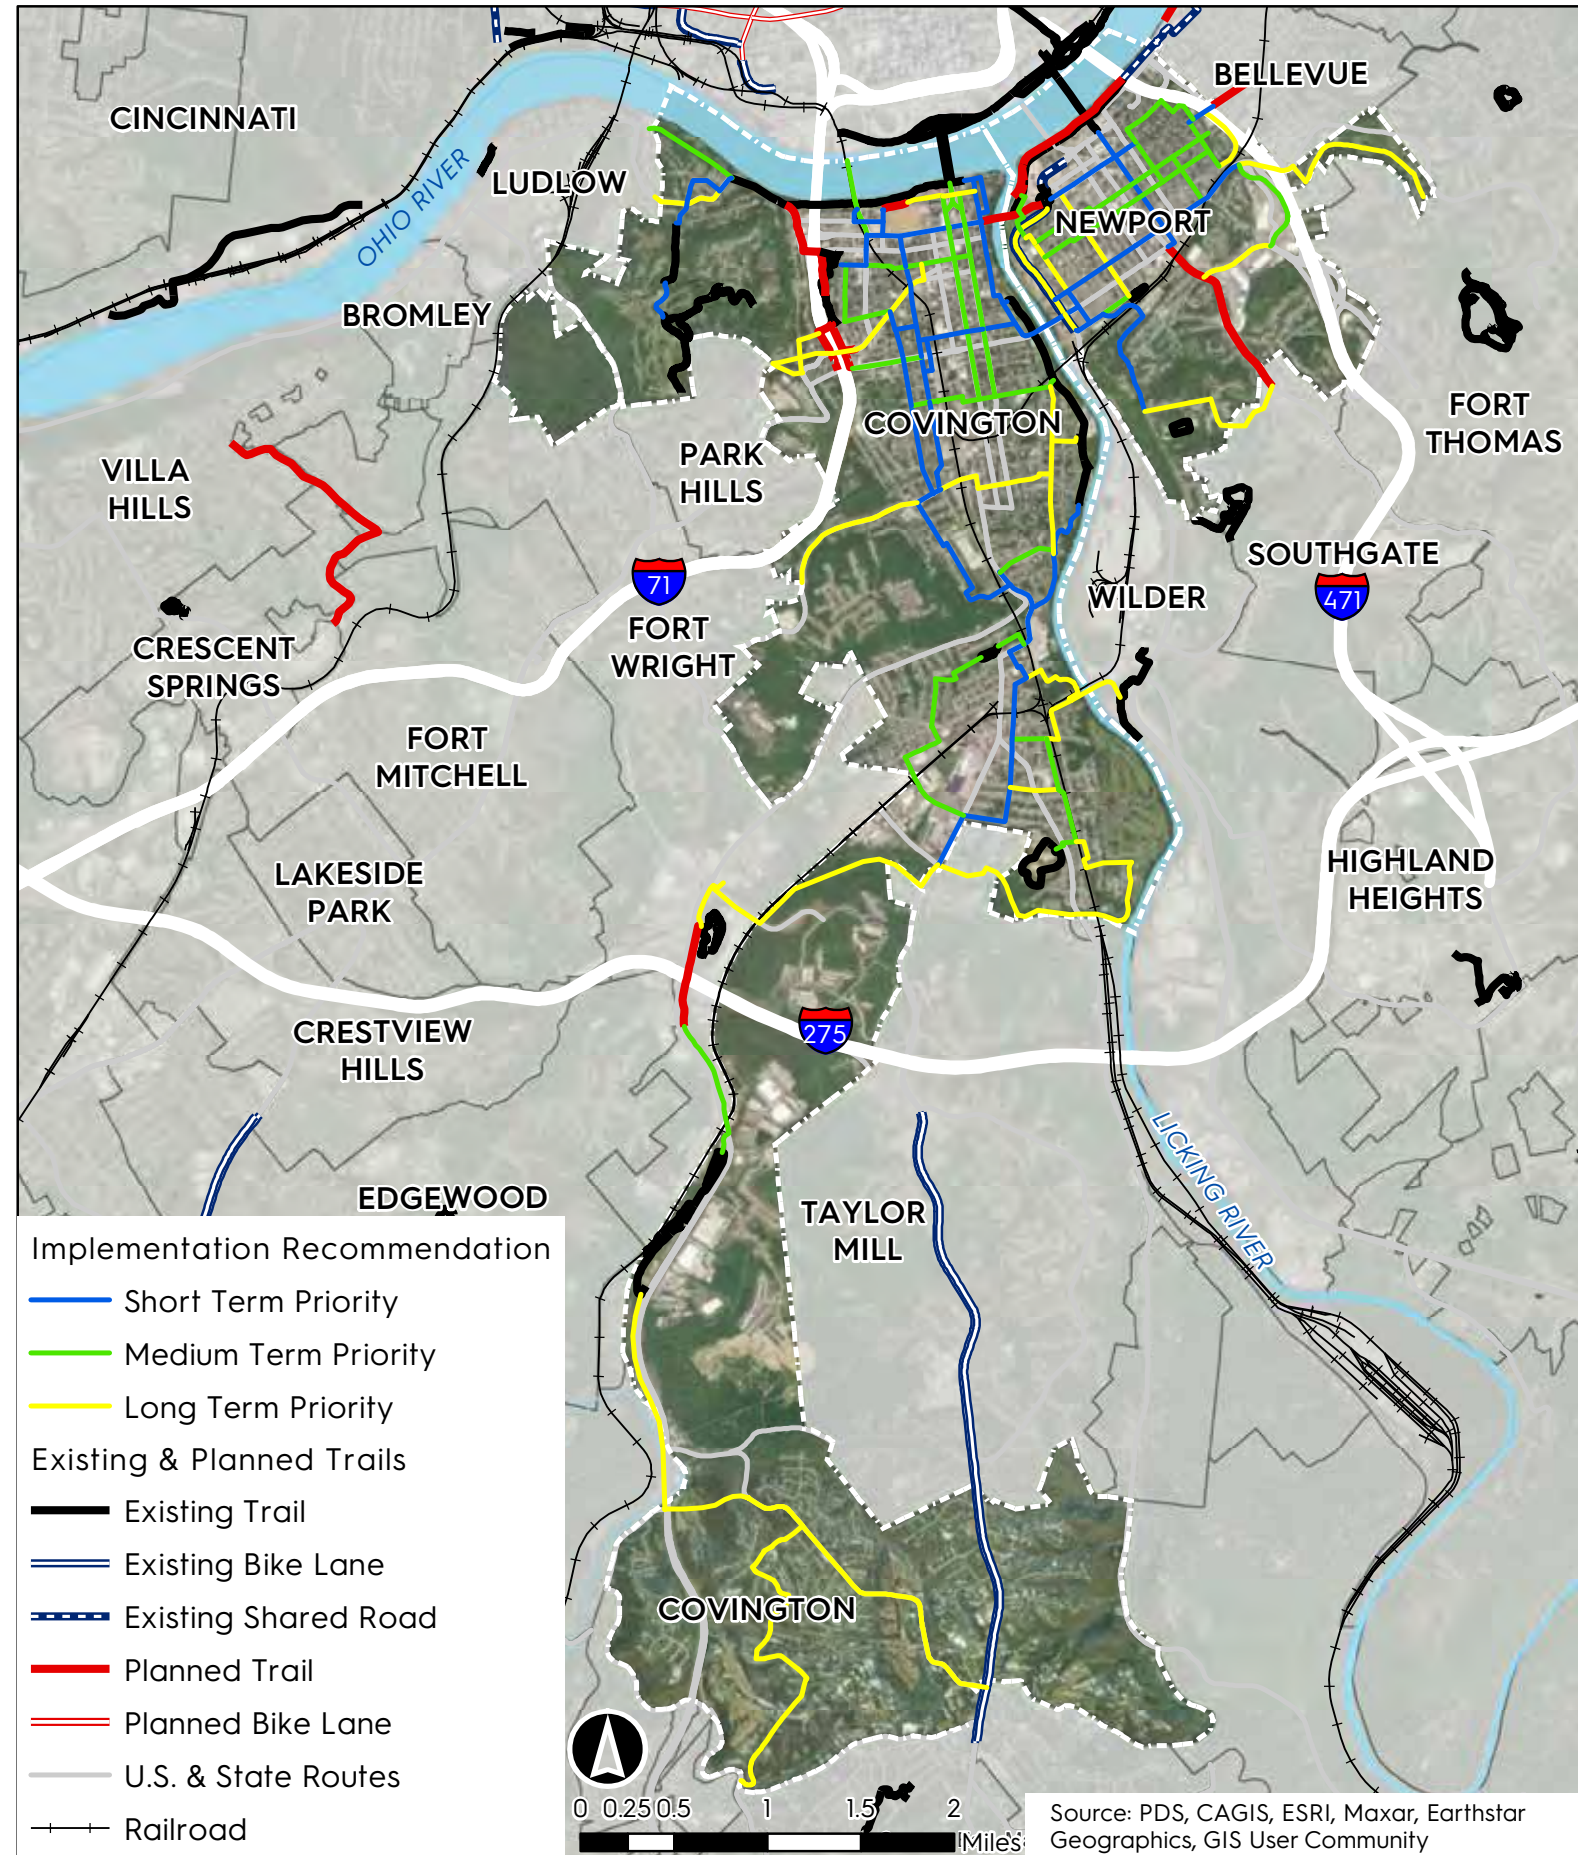 CINCINNATI
BELLEVUE
OHIO RIVER
LUDLOW
NEWPORT
BROMLEY
COVINGTON
FORT
THOMAS
PARK
HILLS
VILLA
HILLS
SOUTHGATE
71
471
WILDER
FORT
WRIGHT
CRESCENT
SPRINGS
FORT
MITCHELL
LAKESIDE
PARK
HIGHLAND
HEIGHTS
275
CRESTVIEW
HILLS
LICKING RIVER
EDGEWOOD
TAYLOR
MILL
COVINGTON
Implementation Recommendation
Short Term Priority
Medium Term Priority
Long Term Priority
Existing & Planned Trails
Existing Trail
Existing Bike Lane
Existing Shared Road
Planned Trail
Planned Bike Lane
U.S. & State Routes
Railroad
0 0.25 0.5 1 1.5 2
Miles
Source: PDS, CAGIS, ESRI, Maxar, Earthstar
Geographics, GIS User Community